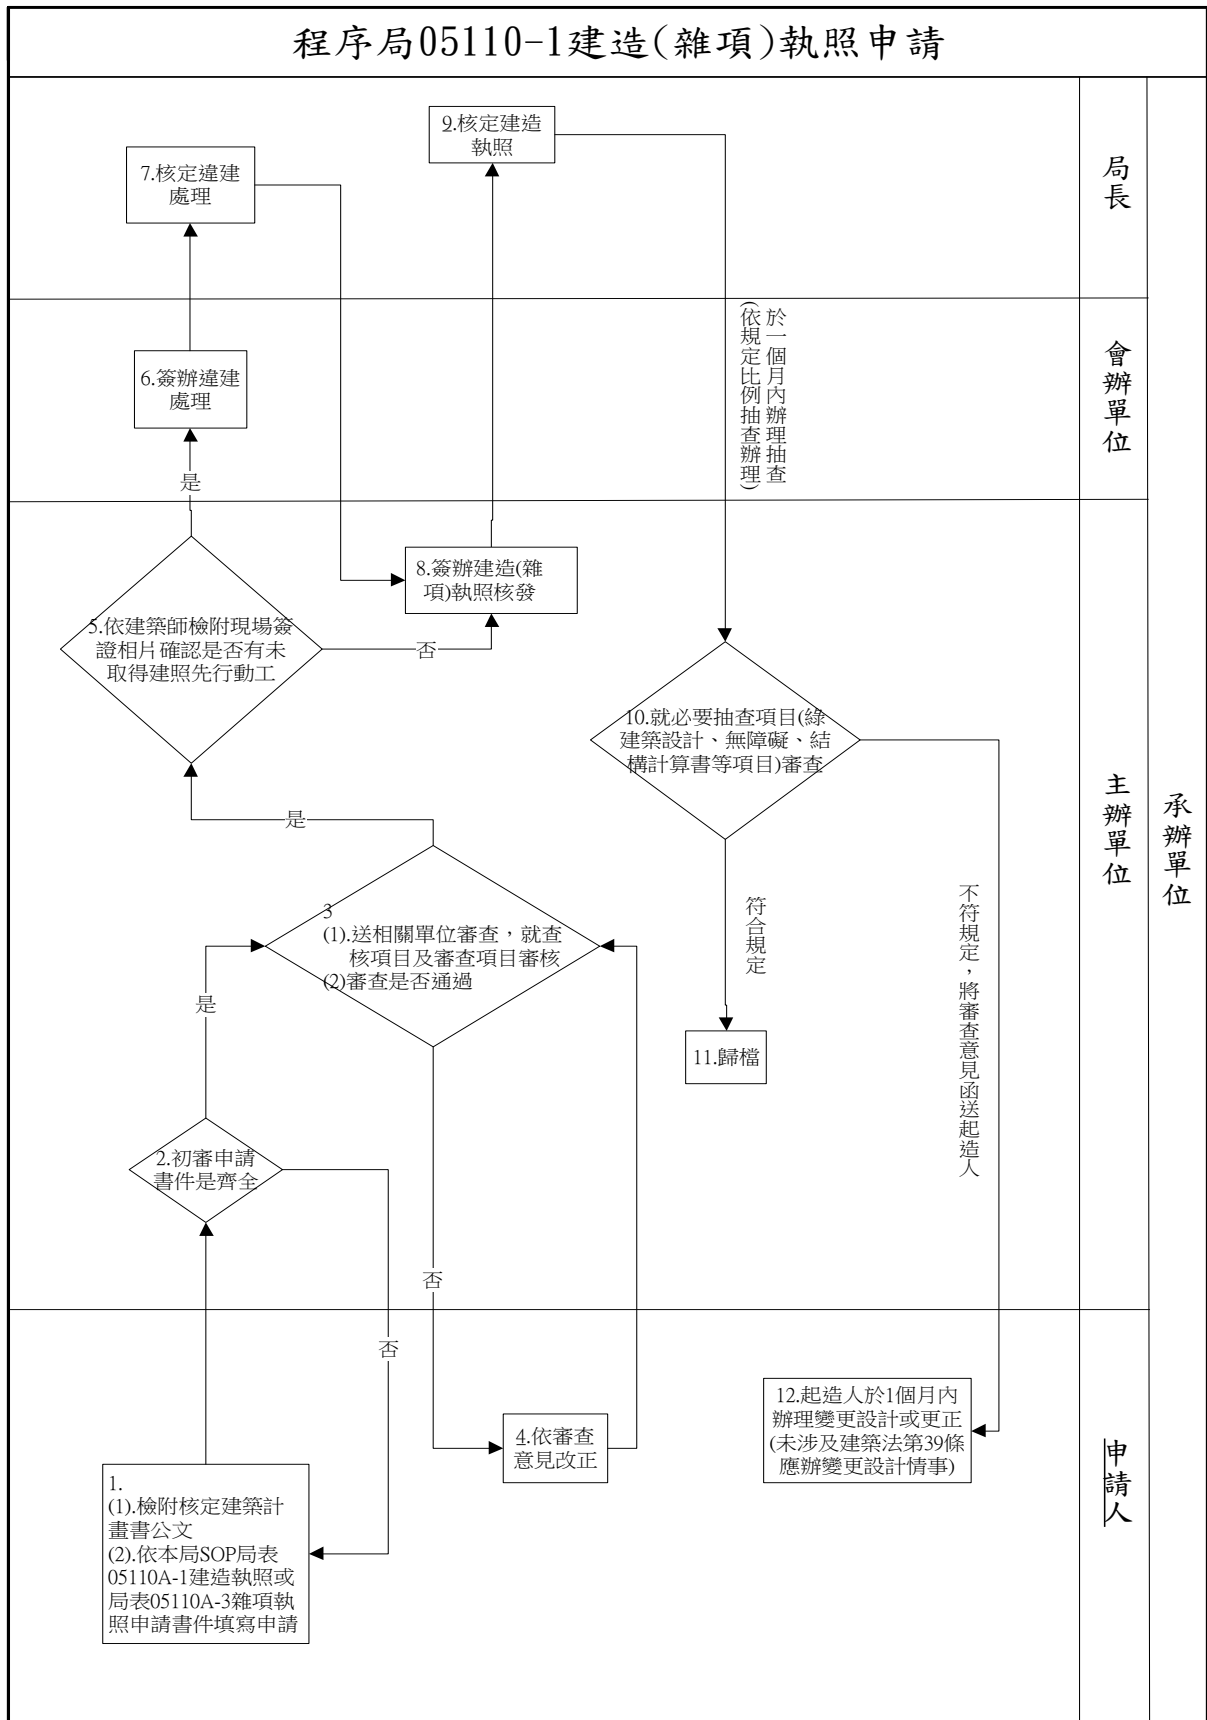 程序局05110-1建造(雜項)執照申請
9.核定建造
執照
7.核定違建
處理
局長
於一個月內辦理抽查
(依規定比例抽查辦理)
6.簽辦違建
處理
會辦單位
是
8.簽辦建造(雜
項)執照核發
5.依建築師檢附現場簽
證相片確認是否有未
取得建照先行動工
否
10.就必要抽查項目(綠
建築設計、無障礙、結
構計算書等項目)審查
主辦單位
承辦單位
是
3
(1).送相關單位審查，就查
核項目及審查項目審核
(2)審查是否通過
符合規定
不符規定，將審查意見函送起造人
是
11.歸檔
2.初審申請
書件是齊全
否
否
12.起造人於1個月內
辦理變更設計或更正
(未涉及建築法第39條
應辦變更設計情事)
4.依審查
意見改正
申請人
1.
(1).檢附核定建築計
畫書公文
(2).依本局SOP局表
05110A-1建造執照或
局表05110A-3雜項執
照申請書件填寫申請